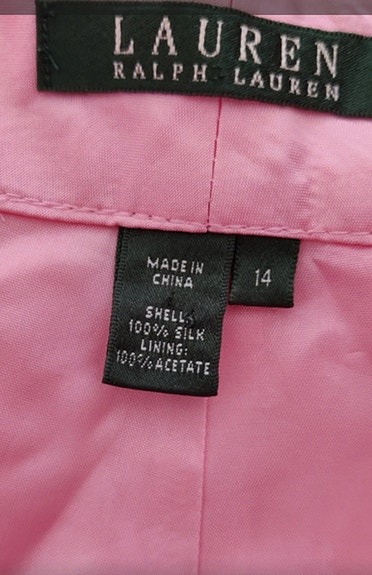 LAUREN
RALPH LAUREN
MADE IN
CHINA
14
SHELL:
100% SILK
LINING:
100% ACETATE